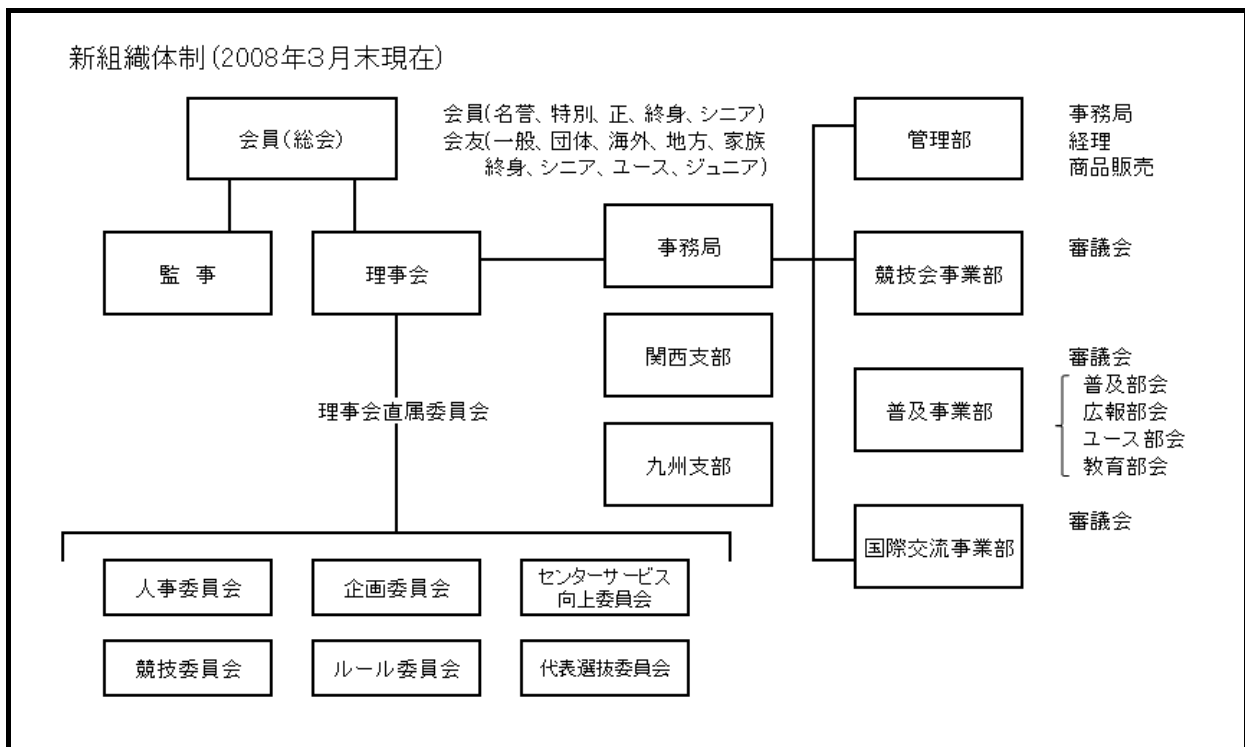 新組織体制(2008年3月末現在)
会員(総会)
会員(名誉、特別、正、終身、シニア)
会友(一般、団体、海外、地方、家族
終身、シニア、ユース、ジュニア)
管理部
事務局
経理
商品販売
監 事
理事会
事務局
競技会事業部
審議会
関西支部
理事会直属委員会
九州支部
普及事業部
審議会
普及部会
広報部会
ユース部会
教育部会
国際交流事業部
審議会
人事委員会
企画委員会
センターサービス
向上委員会
競技委員会
ルール委員会
代表選抜委員会